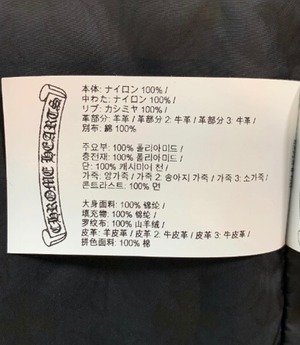 CHROME HEARTS
本体: ナイロン 100% /
中わた: ナイロン 100% /
リブ: カシミヤ 100% /
革部分: 羊革 / 革部分 2: 牛革 / 革部分 3: 牛革 /
別布: 綿 100%
주요부: 100% 폴리아미드 /
충전재: 100% 폴리아미드 /
단: 100% 캐시미어 천 /
가죽: 양가죽 / 가죽 2: 송아지 가죽 / 가죽 3: 소가죽 /
콘트라스트: 100% 면
大身面料: 100% 锦纶 /
填充物: 100% 锦纶 /
罗纹布: 100% 山羊绒 /
皮革: 羊皮革 / 皮革 2: 牛皮革 / 皮革 3: 牛皮革 /
拼色面料: 100% 棉